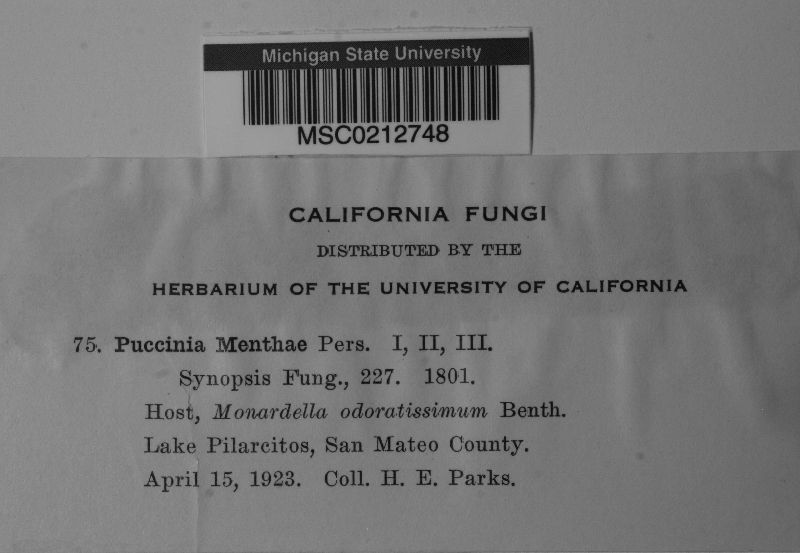 Michigan State University
MSC0212748
CALIFORNIA FUNGI
DISTRIBUTED BY THE
HERBARIUM OF THE UNIVERSITY OF CALIFORNIA
75. Puccinia Menthae Pers. I, II, III.
Synopsis Fung., 227. 1801.
Host, Monardella odoratissimum Benth.
Lake Pilarcitos, San Mateo County.
April 15, 1923. Coll. H. E. Parks.